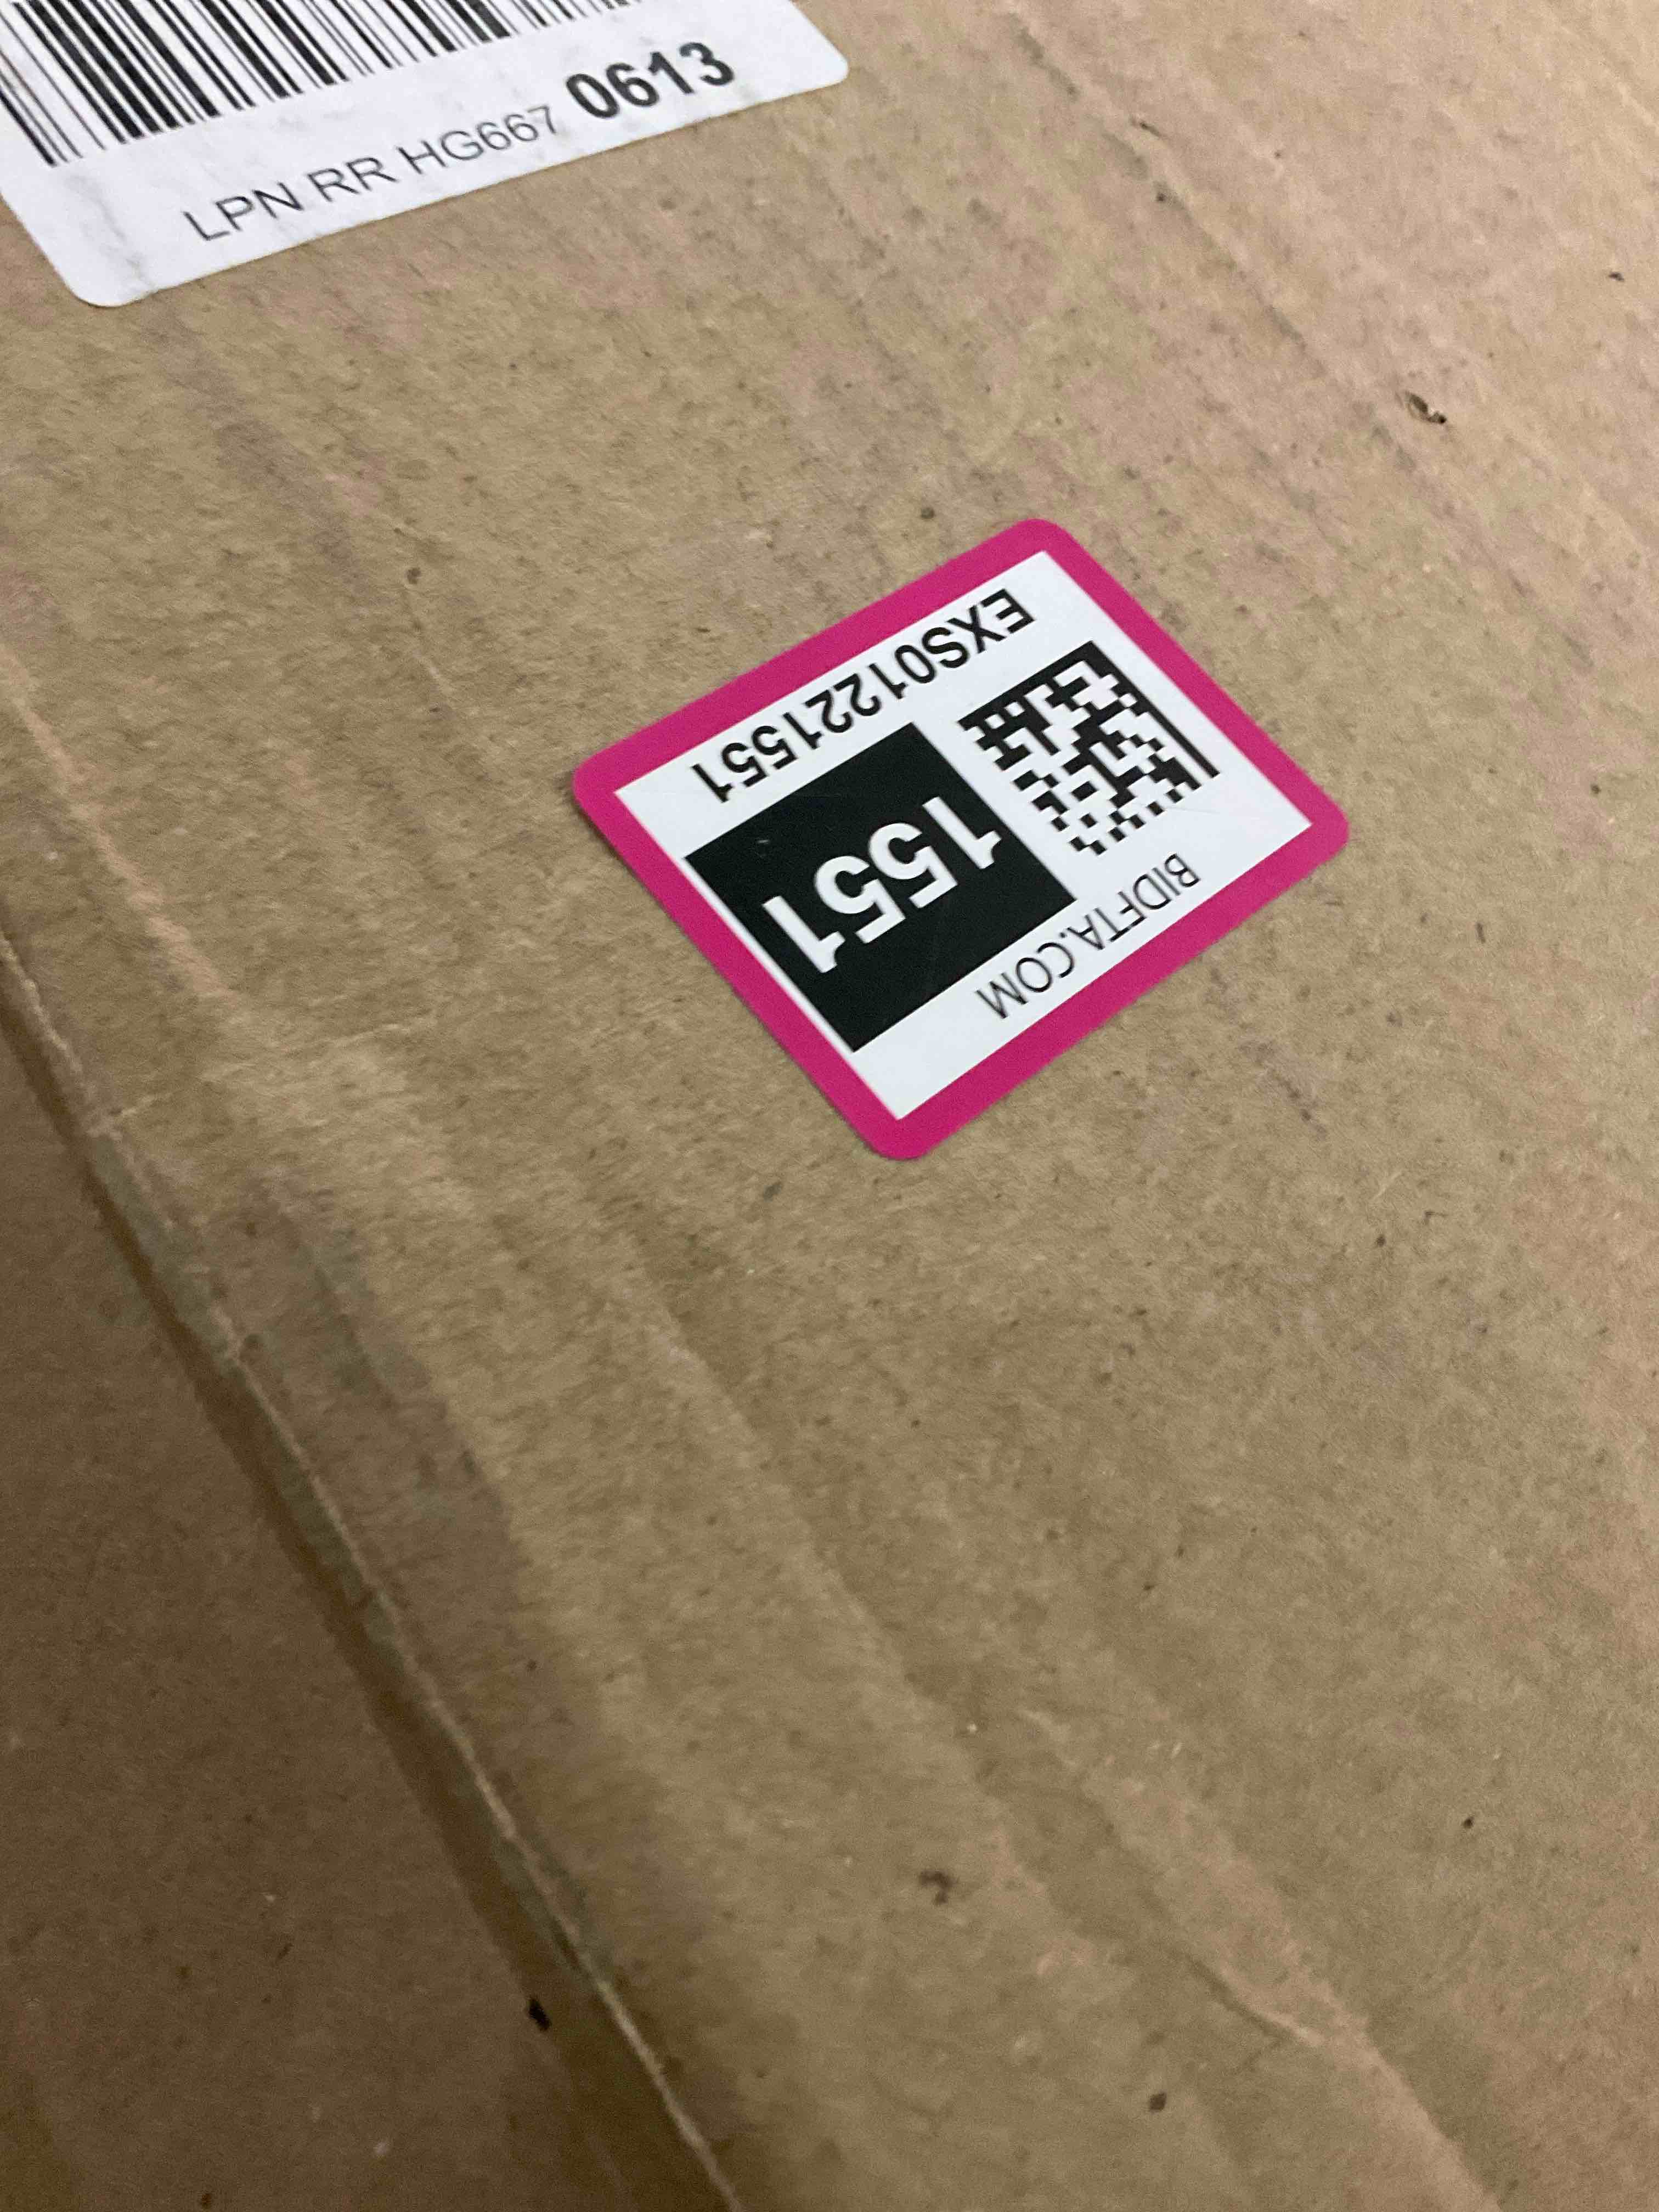 LPN RR HG667 0613
EXS01221551
1551
BIDFTA.COM